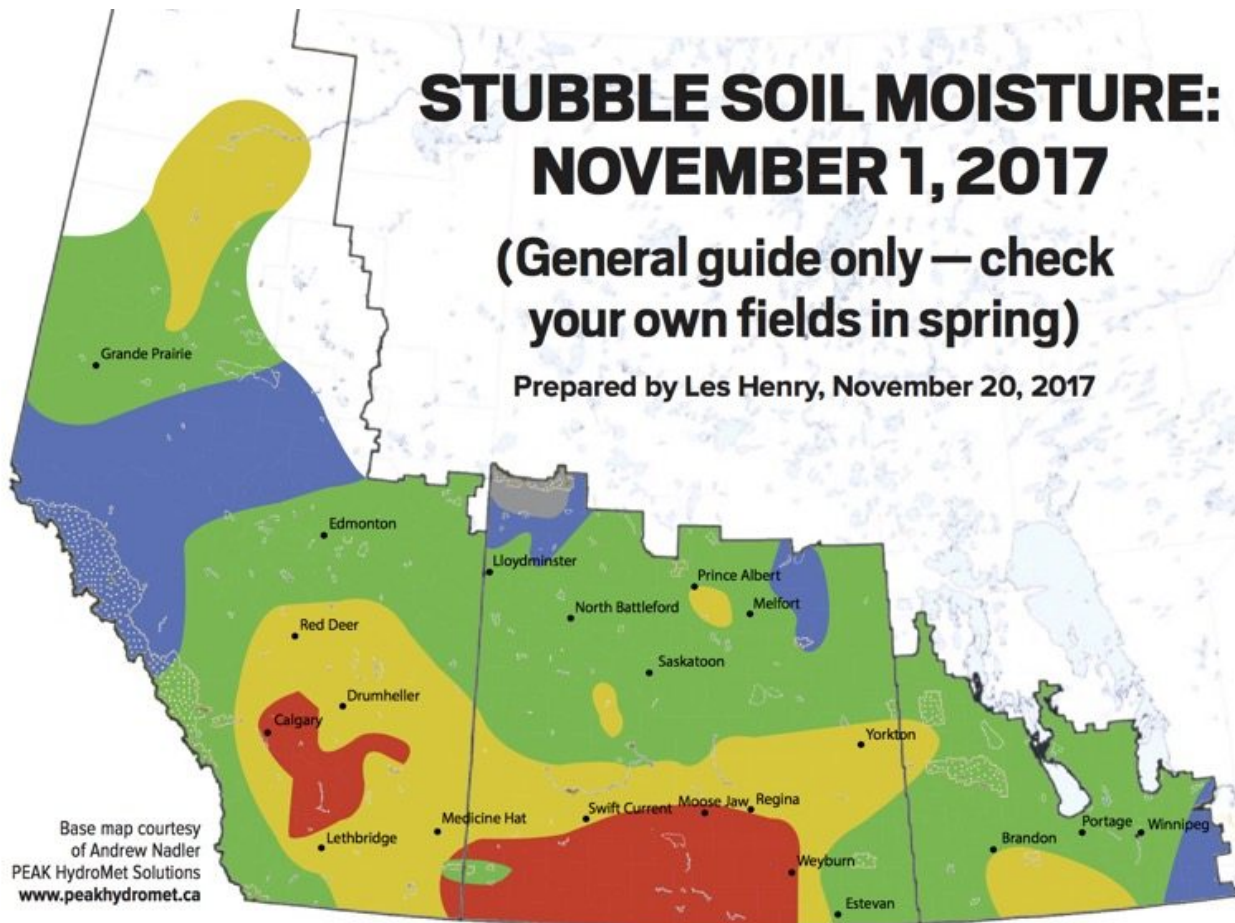 STUBBLE SOIL MOISTURE:
NOVEMBER 1, 2017
(General guide only — check
your own fields in spring)
Prepared by Les Henry, November 20, 2017
Grande Prairie
Edmonton
Lloydminster
Prince Albert
North Battleford
Melfort
Red Deer
Saskatoon
Drumheller
Calgary
Yorkton
Swift Current
Moose Jaw
Regina
Medicine Hat
Lethbridge
Brandon
Portage
Winnipeg
Weyburn
Estevan
Base map courtesy
of Andrew Nadler
PEAK HydroMet Solutions
www.peakhydromet.ca